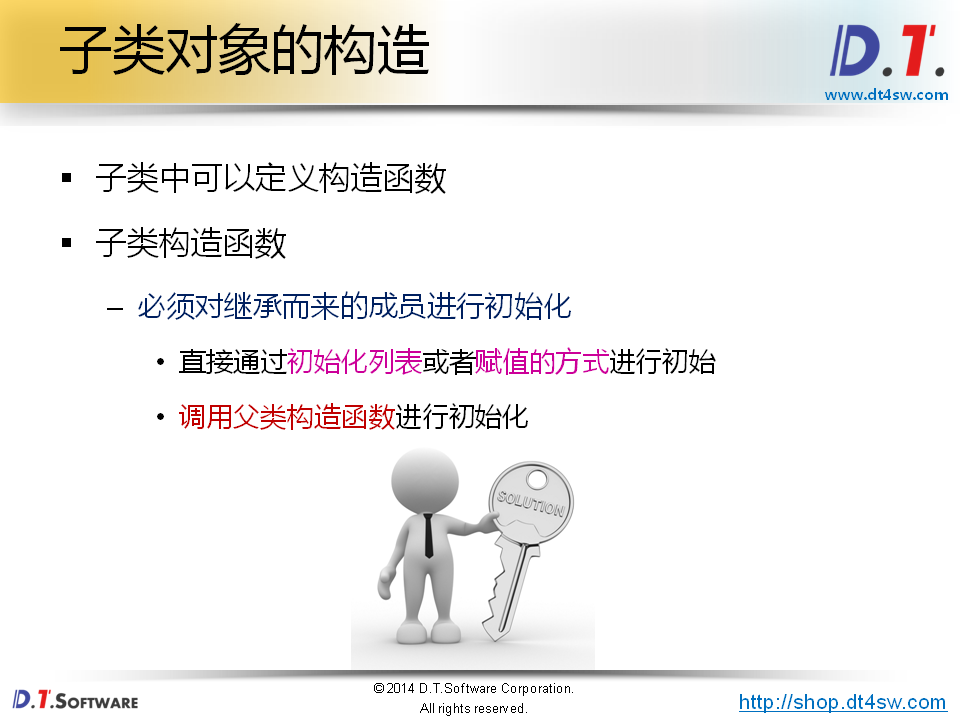 子类对象的构造
D.T.
www.dt4sw.com
▪ 子类中可以定义构造函数
▪ 子类构造函数
– 必须对继承而来的成员进行初始化
• 直接通过初始化列表或者赋值的方式进行初始
• 调用父类构造函数进行初始化
SOLUTION
D.T.SOFTWARE
©2014 D.T.Software Corporation.
All rights reserved.
http://shop.dt4sw.com